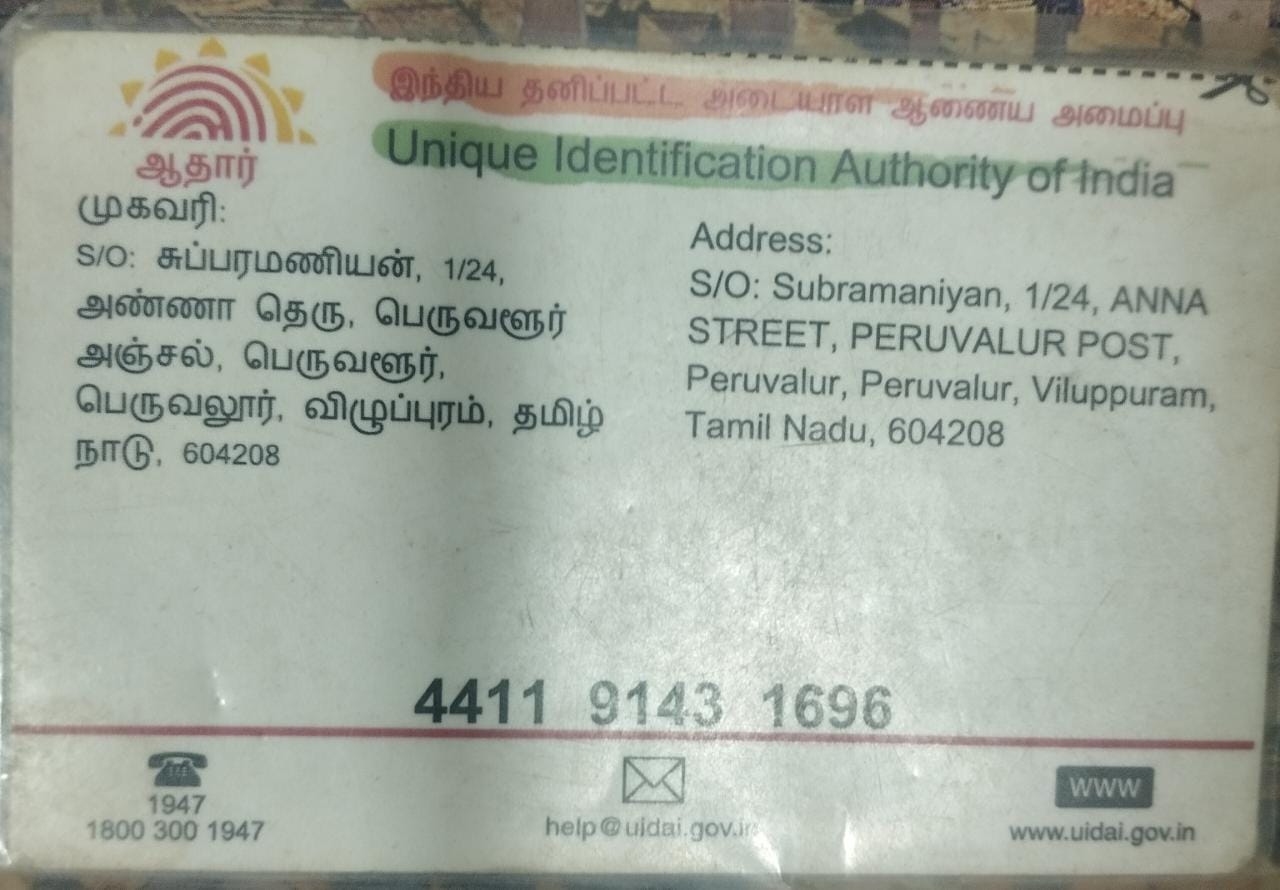 இந்திய தனிப்பட்ட அடையாள ஆணைய அமைப்பு
Unique Identification Authority of India
ஆதார்
முகவரி:
S/O: சுப்பரமணியன், 1/24,
அண்ணா தெரு, பெருவளூர்
அஞ்சல், பெருவளூர்,
பெருவலூர், விழுப்புரம், தமிழ்
நாடு, 604208
Address:
S/O: Subramaniyan, 1/24, ANNA
STREET, PERUVALUR POST,
Peruvalur, Peruvalur, Viluppuram,
Tamil Nadu, 604208
4411 9143 1696
1947
1800 300 1947
help@uidai.gov.in
WWW
www.uidai.gov.in